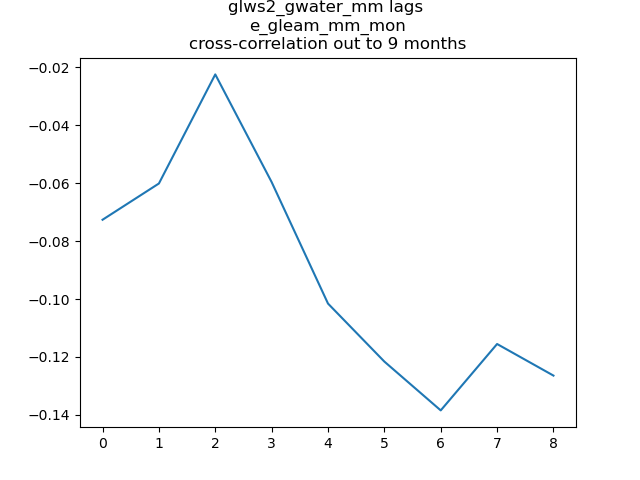 glws2_gwater_mm lags
e_gleam_mm_mon
cross-correlation out to 9 months
−0.02
−0.04
−0.06
−0.08
−0.10
−0.12
−0.14
0 1 2 3 4 5 6 7 8